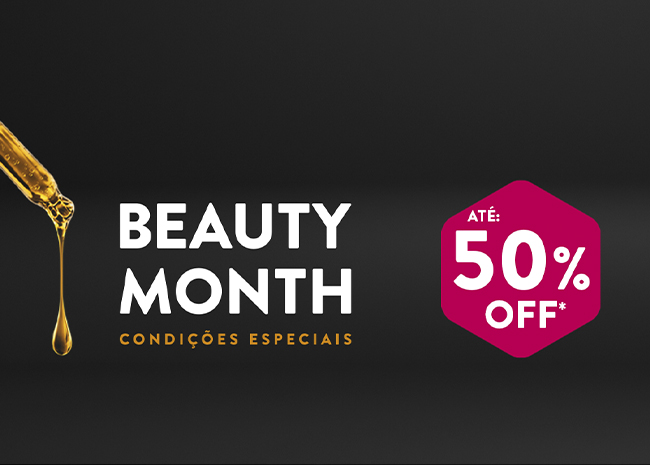 BEAUTY
MONTH
CONDIÇÕES ESPECIAIS
ATÉ:
50%
OFF*